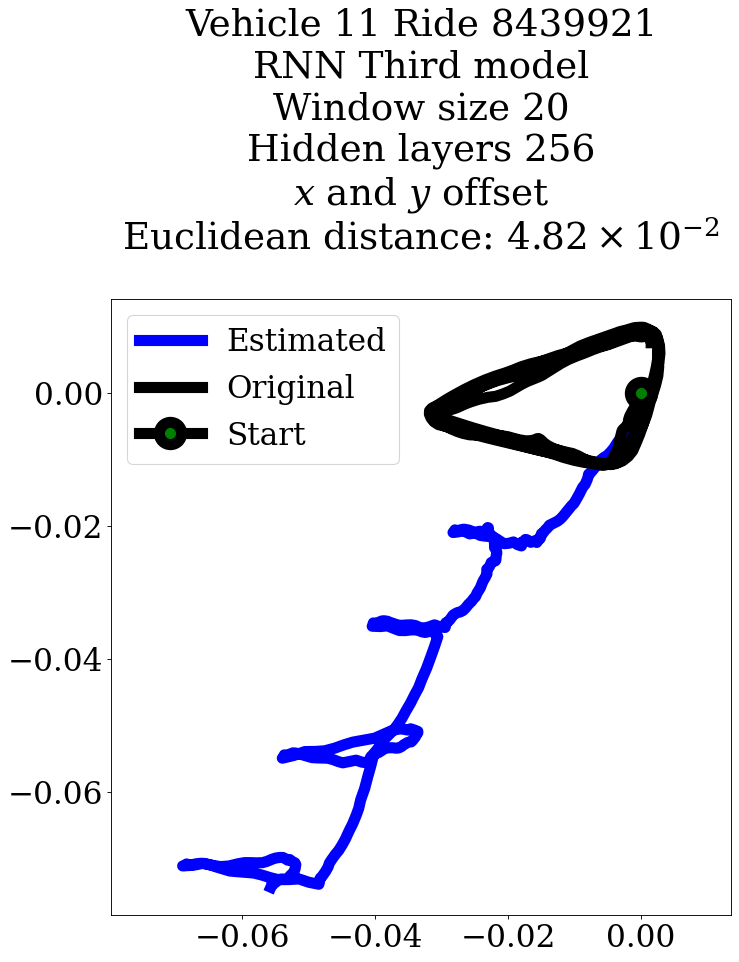 Vehicle 11 Ride 8439921
RNN Third model
Window size 20
Hidden layers 256
x and y offset
Euclidean distance: 4.82 × 10⁻²
Estimated
Original
Start
0.00
−0.02
−0.04
−0.06
−0.06 −0.04 −0.02 0.00